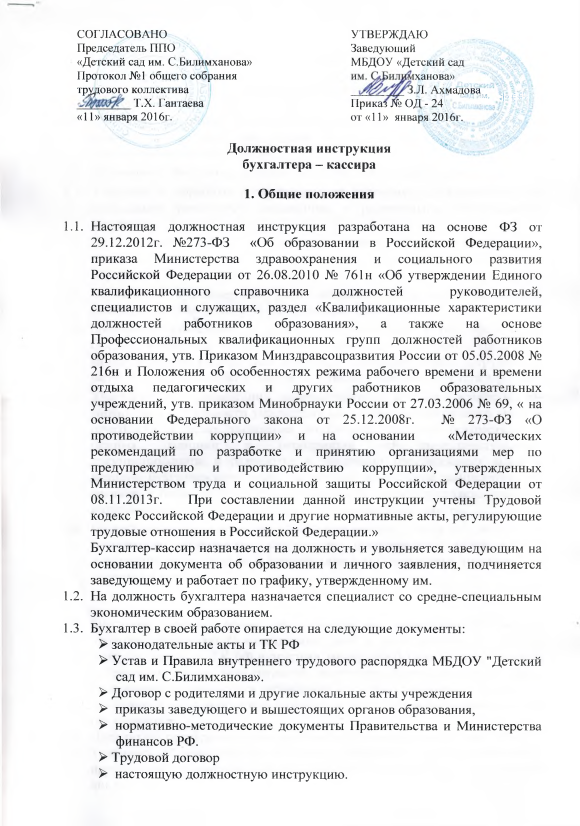 СОГЛАСОВАНО
Председатель ППО
«Детский сад им. С.Билимханова»
Протокол №1 общего собрания
трудового коллектива
Т.Х. Гантаева
«11» января 2016г.
УТВЕРЖДАЮ
Заведующий
МБДОУ «Детский сад
им. С.Билимханова»
З.Л. Ахмадова
Приказ № ОД - 24
от «11» января 2016г.
Должностная инструкция
бухгалтера – кассира
1. Общие положения
1.1. Настоящая должностная инструкция разработана на основе ФЗ от
29.12.2012г. №273-ФЗ «Об образовании в Российской Федерации»,
приказа Министерства здравоохранения и социального развития
Российской Федерации от 26.08.2010 № 761н «Об утверждении Единого
квалификационного справочника должностей руководителей,
специалистов и служащих, раздел «Квалификационные характеристики
должностей работников образования», а также на основе
Профессиональных квалификационных групп должностей работников
образования, утв. Приказом Минздравсоцразвития России от 05.05.2008 №
216н и Положения об особенностях режима рабочего времени и времени
отдыха педагогических и других работников образовательных
учреждений, утв. приказом Минобрнауки России от 27.03.2006 № 69, « на
основании Федерального закона от 25.12.2008г. № 273-ФЗ «О
противодействии коррупции» и на основании «Методических
рекомендаций по разработке и принятию организациями мер по
предупреждению и противодействию коррупции», утвержденных
Министерством труда и социальной защиты Российской Федерации от
08.11.2013г. При составлении данной инструкции учтены Трудовой
кодекс Российской Федерации и другие нормативные акты, регулирующие
трудовые отношения в Российской Федерации.»
Бухгалтер-кассир назначается на должность и увольняется заведующим на
основании документа об образовании и личного заявления, подчиняется
заведующему и работает по графику, утвержденному им.
1.2. На должность бухгалтера назначается специалист со средне-специальным
экономическим образованием.
1.3. Бухгалтер в своей работе опирается на следующие документы:
➢ законодательные акты и ТК РФ
➢ Устав и Правила внутреннего трудового распорядка МБДОУ "Детский
сад им. С.Билимханова».
➢ Договор с родителями и другие локальные акты учреждения
➢ приказы заведующего и вышестоящих органов образования,
➢ нормативно-методические документы Правительства и Министерства
финансов РФ.
➢ Трудовой договор
➢ настоящую должностную инструкцию.